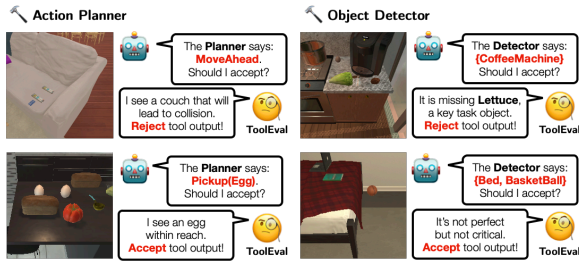 Action Planner
The Planner says:
MoveAhead.
Should I accept?
I see a couch that will
lead to collision.
Reject tool output!
ToolEval
The Planner says:
Pickup(Egg).
Should I accept?
I see an egg
within reach.
Accept tool output!
ToolEval
Object Detector
The Detector says:
{CoffeeMachine}
Should I accept?
It is missing Lettuce,
a key task object.
Reject tool output!
ToolEval
The Detector says:
{Bed, BasketBall}
Should I accept?
It's not perfect
but not critical.
Accept tool output!
ToolEval